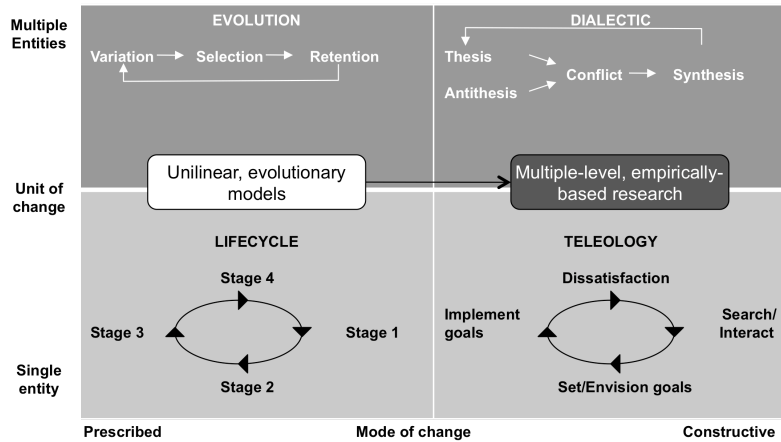 Multiple
Entities
EVOLUTION
Variation
Selection
Retention
DIALECTIC
Thesis
Antithesis
Conflict
Synthesis
Unit of
change
Unilinear, evolutionary
models
Multiple-level, empirically-
based research
LIFECYCLE
Stage 4
Stage 3
Stage 1
Stage 2
TELEOLOGY
Dissatisfaction
Implement
goals
Search/
Interact
Set/Envision goals
Single
entity
Prescribed
Mode of change
Constructive